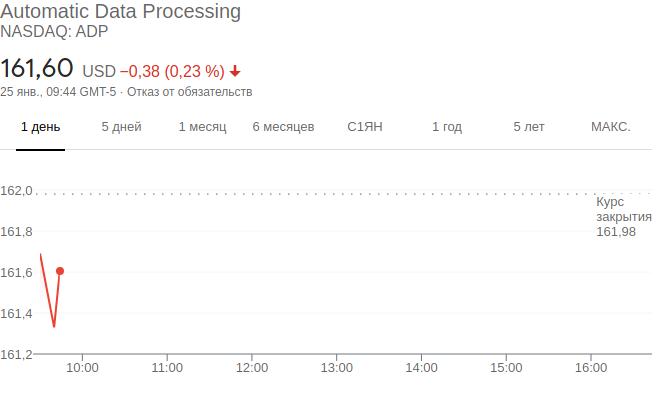 Automatic Data Processing
NASDAQ: ADP
161,60 USD −0,38 (0,23 %)
25 янв., 09:44 GMT-5 · Отказ от обязательств
1 день 5 дней 1 месяц 6 месяцев С1ЯН 1 год 5 лет МАКС.
162,0
Курс
закрытия
161,98
161,8
161,6
161,4
161,2
10:00 11:00 12:00 13:00 14:00 15:00 16:00